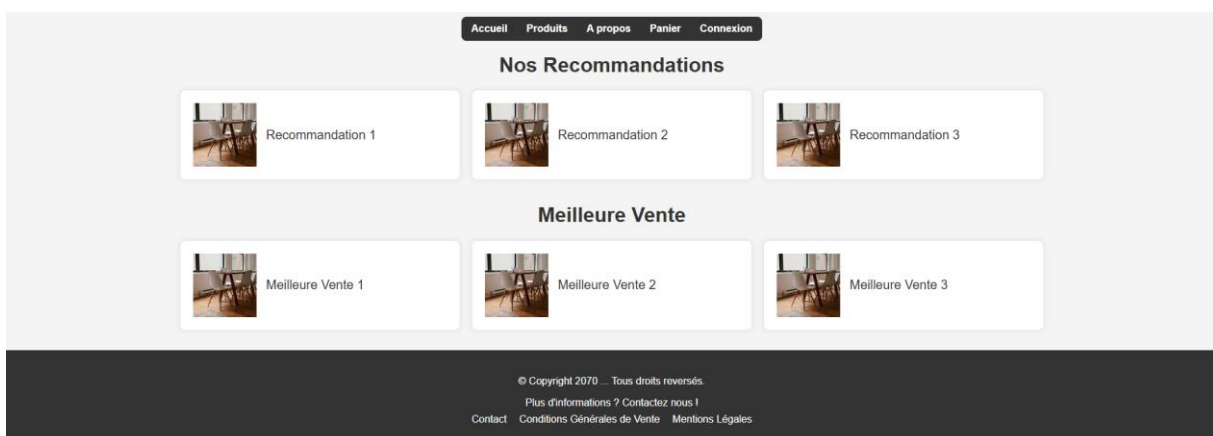 Accueil Produits A propos Panier Connexion
Nos Recommandations
Recommandation 1 Recommandation 2 Recommandation 3
Meilleure Vente
Meilleure Vente 1 Meilleure Vente 2 Meilleure Vente 3
© Copyright 2070 ... Tous droits reversés.
Plus d'informations ? Contactez nous !
Contact Conditions Générales de Vente Mentions Légales